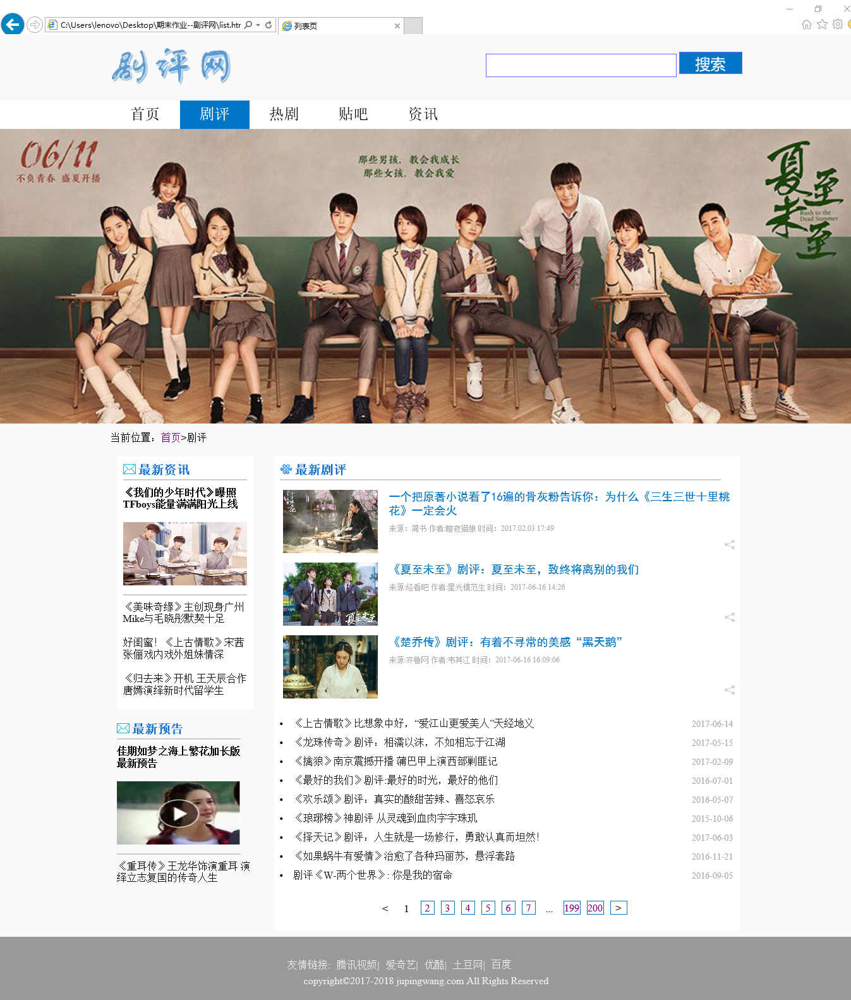 C:\Users\lenovo\Desktop\期末作业--剧评网\list.htr
列表页
剧评网
搜索
首页 剧评 热剧 贴吧 资讯
06/11
不负青春 盛夏开播
那些男孩，教会我成长
那些女孩，教会我爱
夏至未至
Rush to the
Dead Summer
当前位置：首页>剧评
最新资讯
《我们的少年时代》曝照
TFboys能量满满阳光上线
《美味奇缘》主创现身广州
Mike与毛晓彤默契十足
好闺蜜！《上古情歌》宋茜
张俪戏内戏外姐妹情深
《归去来》开机 王天辰合作
唐嫣演绎新时代留学生
最新预告
佳期如梦之海上繁花加长版
最新预告
《重耳传》王龙华饰演重耳 演
绎立志复国的传奇人生
最新剧评
一个把原著小说看了16遍的骨灰粉告诉你：为什么《三生三世十里桃
花》一定会火
来源：简书 作者:暗夜猫娘 时间：2017.02.03 17:49
《夏至未至》剧评：夏至未至，致终将离别的我们
来源:经看吧 作者:星光模范生 时间：2017-06-16 14:26
夏至未至
《楚乔传》剧评：有着不寻常的美感“黑天鹅”
来源:齐鲁网 作者:韦其江 时间：2017-06-16 16:09:06
• 《上古情歌》比想象中好，“爱江山更爱美人”天经地义 2017-06-14
• 《龙珠传奇》剧评：相濡以沫，不如相忘于江湖 2017-05-15
• 《擒狼》南京震撼开播 蒲巴甲上演西部剿匪记 2017-02-09
• 《最好的我们》剧评:最好的时光，最好的他们 2016-07-01
• 《欢乐颂》剧评：真实的酸甜苦辣、喜怒哀乐 2016-05-07
• 《琅琊榜》神剧评 从灵魂到血肉字字珠玑 2015-10-06
• 《择天记》剧评：人生就是一场修行，勇敢认真而坦然！ 2017-06-03
• 《如果蜗牛有爱情》治愈了各种玛丽苏，悬浮套路 2016-11-21
• 剧评《W-两个世界》: 你是我的宿命 2016-09-05
< 1 2 3 4 5 6 7 ... 199 200 >
友情链接: 腾讯视频| 爱奇艺| 优酷| 土豆网| 百度
copyright©2017-2018 jupingwang.com All Rights Reserved